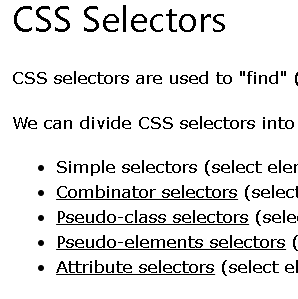 CSS Selectors
CSS selectors are used to "find" (
We can divide CSS selectors into
• Simple selectors (select eler
• Combinator selectors (select
• Pseudo-class selectors (sele
• Pseudo-elements selectors (
• Attribute selectors (select el